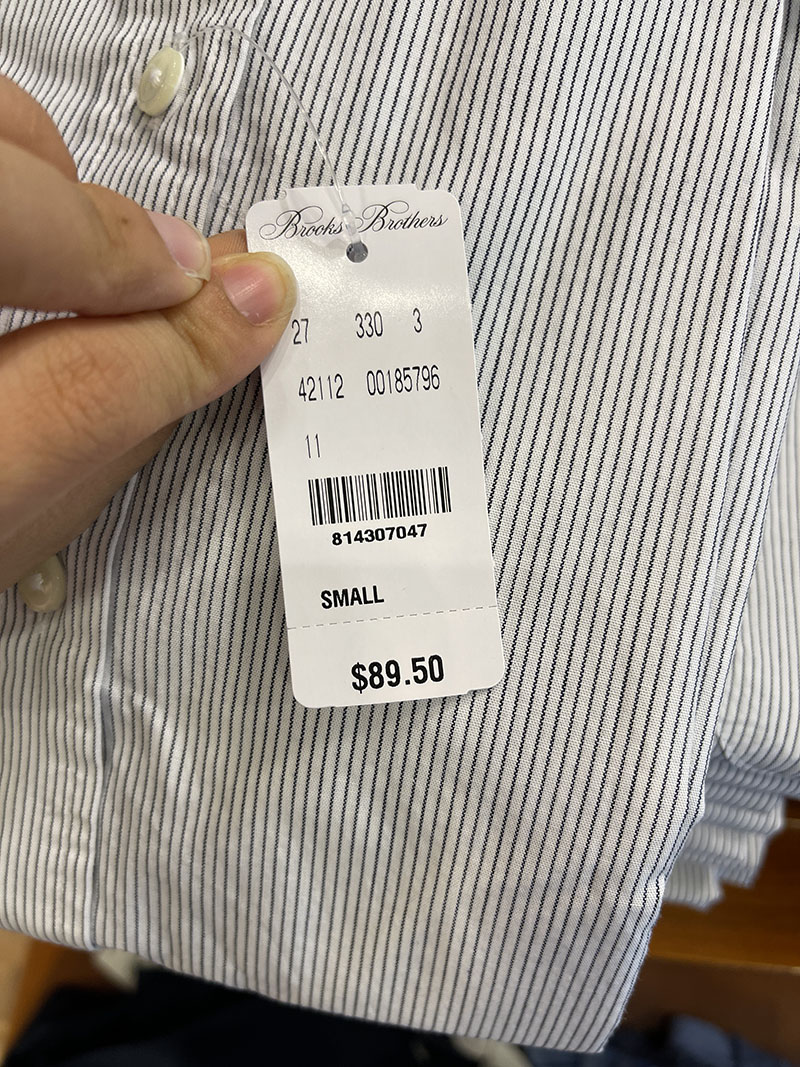 Brooks Brothers
27 330 3
42112 00185796
11
814307047
SMALL
$89.50